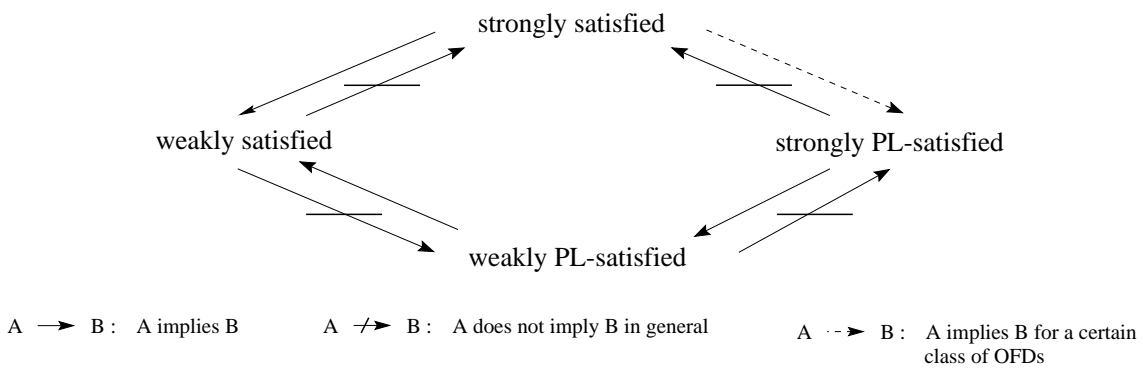 strongly satisfied
weakly satisfied
strongly PL-satisfied
weakly PL-satisfied
A B : A implies B
A B : A does not imply B in general
A B : A implies B for a certain
class of OFDs